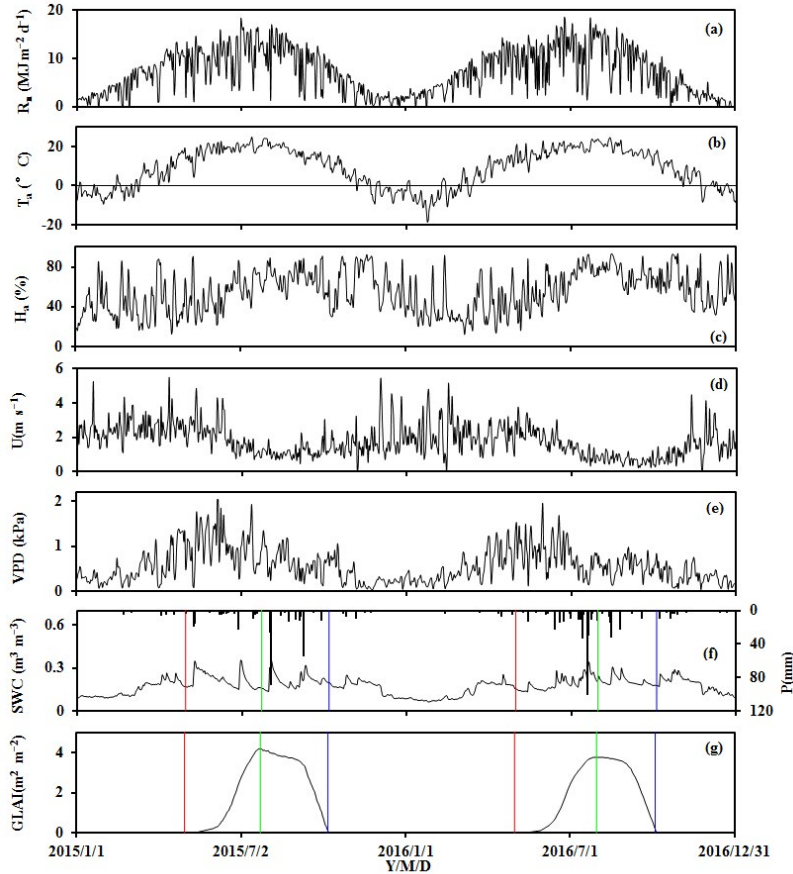 20
10
0
Rn (MJ m⁻² d⁻¹)
(a)
20
0
-20
Ta (° C)
(b)
80
40
0
Ha (%)
(c)
6
4
2
0
U(m s⁻¹)
(d)
2
1
0
VPD (kPa)
(e)
0.6
0.3
0
SWC (m³ m⁻³)
(f)
0
40
80
120
P(mm)
4
2
0
GLAI(m² m⁻²)
(g)
2015/1/1 2015/7/2 2016/1/1 2016/7/1 2016/12/31
Y/M/D